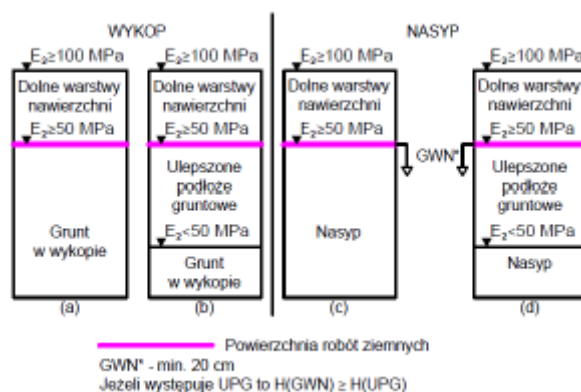 WYKOP
NASYP
E₂≥100 MPa
E₂≥100 MPa
E₂≥100 MPa
E₂≥100 MPa
Dolne warstwy
nawierzchni
Dolne warstwy
nawierzchni
Dolne warstwy
nawierzchni
Dolne warstwy
nawierzchni
E₂≥50 MPa
E₂≥50 MPa
E₂≥50 MPa
E₂≥50 MPa
GWN*
Grunt
w wykopie
Ulepszone
podłoże
gruntowe
E₂<50 MPa
Grunt
w wykopie
Nasyp
Ulepszone
podłoże
gruntowe
E₂<50 MPa
Nasyp
(a)
(b)
(c)
(d)
Powierzchnia robót ziemnych
GWN* - min. 20 cm
Jeżeli występuje UPG to H(GWN) ≥ H(UPG)